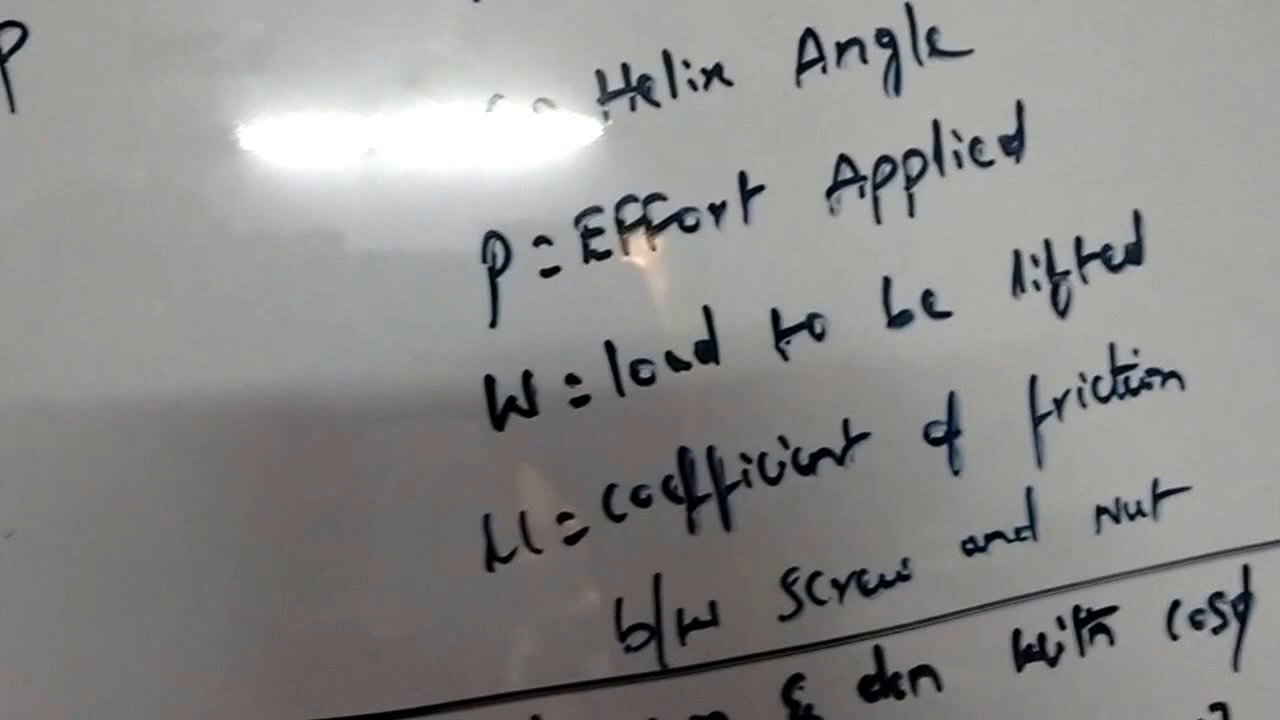 P
Helix Angle
P = Effort Applied
W = load to be lifted
μ = coefficient of friction
b/w screw and Nut
& den with cosφ